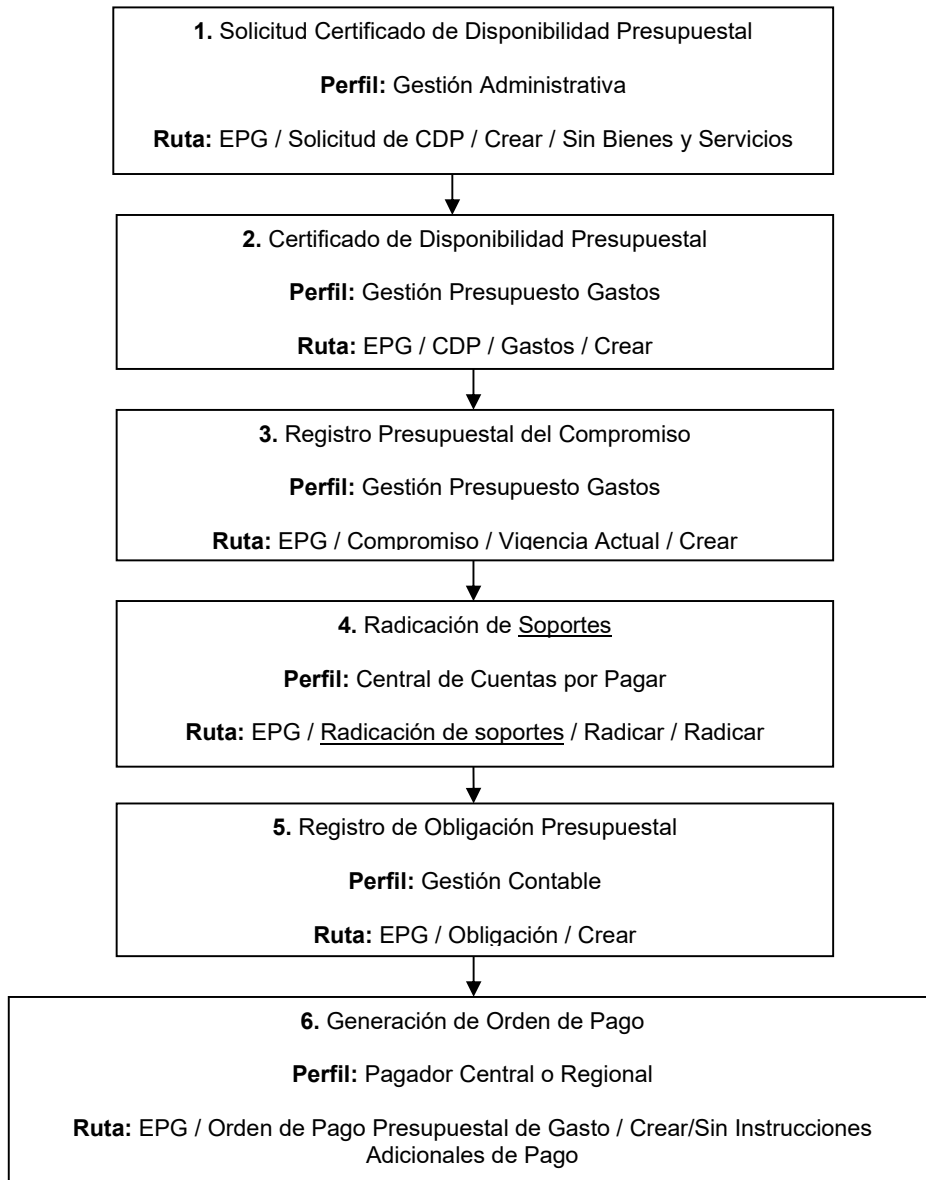 1. Solicitud Certificado de Disponibilidad Presupuestal
Perfil: Gestión Administrativa
Ruta: EPG / Solicitud de CDP / Crear / Sin Bienes y Servicios
2. Certificado de Disponibilidad Presupuestal
Perfil: Gestión Presupuesto Gastos
Ruta: EPG / CDP / Gastos / Crear
3. Registro Presupuestal del Compromiso
Perfil: Gestión Presupuesto Gastos
Ruta: EPG / Compromiso / Vigencia Actual / Crear
4. Radicación de Soportes
Perfil: Central de Cuentas por Pagar
Ruta: EPG / Radicación de soportes / Radicar / Radicar
5. Registro de Obligación Presupuestal
Perfil: Gestión Contable
Ruta: EPG / Obligación / Crear
6. Generación de Orden de Pago
Perfil: Pagador Central o Regional
Ruta: EPG / Orden de Pago Presupuestal de Gasto / Crear/Sin Instrucciones
Adicionales de Pago